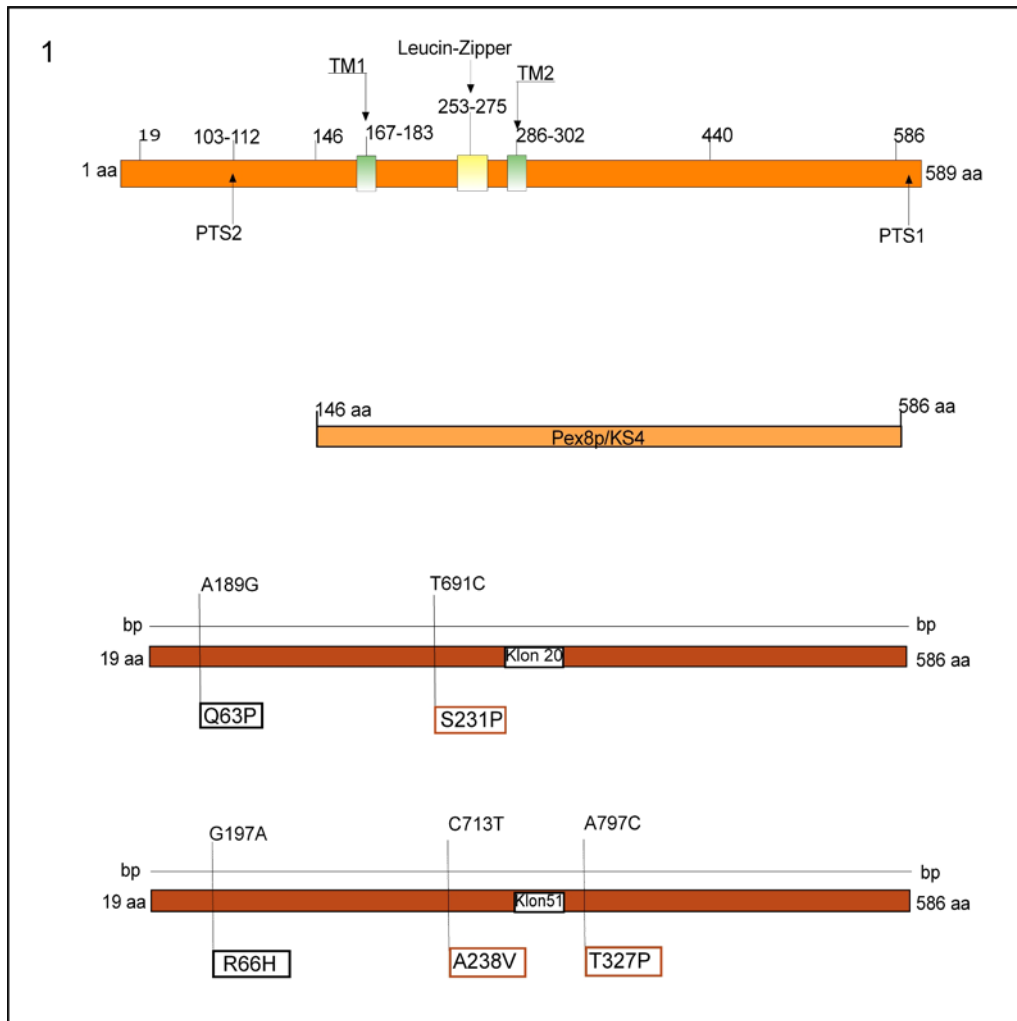 1
Leucin-Zipper
TM1
TM2
253-275
19
103-112
146
167-183
286-302
440
586
1 aa
589 aa
PTS2
PTS1
146 aa
586 aa
Pex8p/KS4
A189G
T691C
bp
bp
19 aa
Klon 20
586 aa
Q63P
S231P
G197A
C713T
A797C
bp
bp
19 aa
Klon51
586 aa
R66H
A238V
T327P